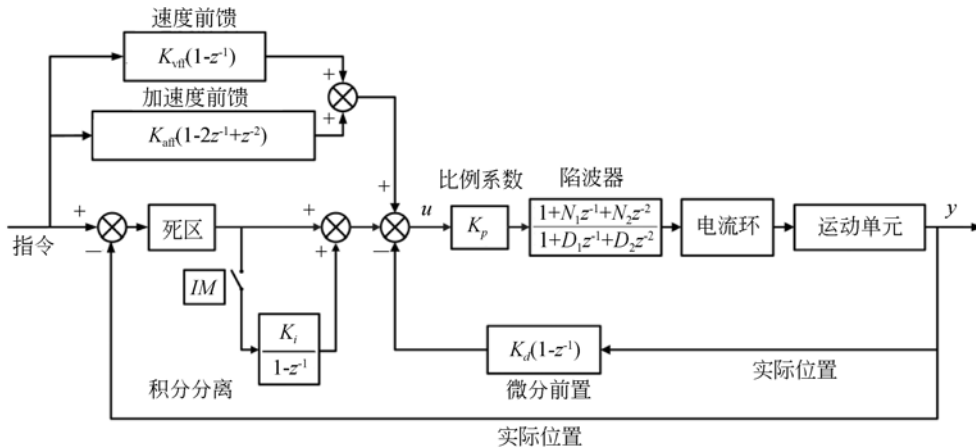 速度前馈
K_vff(1-z^-1)
加速度前馈
K_aff(1-2z^-1+z^-2)
+
+
+
指令
+
−
死区
+
+
−
u
比例系数
K_p
陷波器
1+N_1z^-1+N_2z^-2
1+D_1z^-1+D_2z^-2
电流环
运动单元
y
IM
K_i
1-z^-1
积分分离
K_d(1-z^-1)
微分前置
实际位置
实际位置